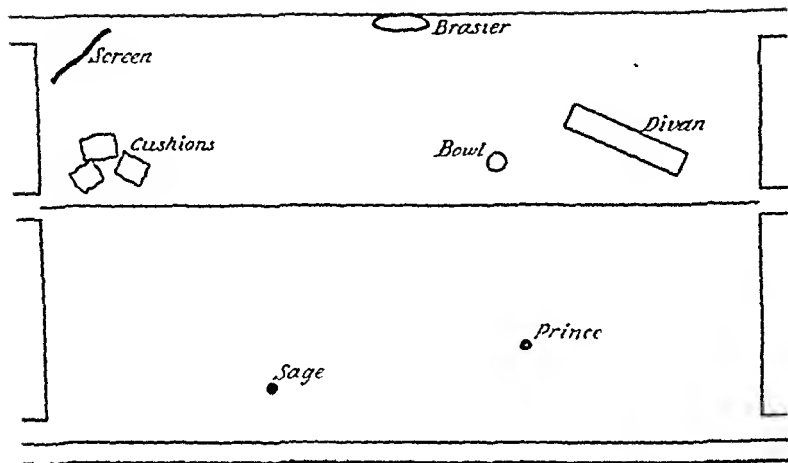 Brasier
Screen
Cushions
Bowl
Divan
Prince
Sage